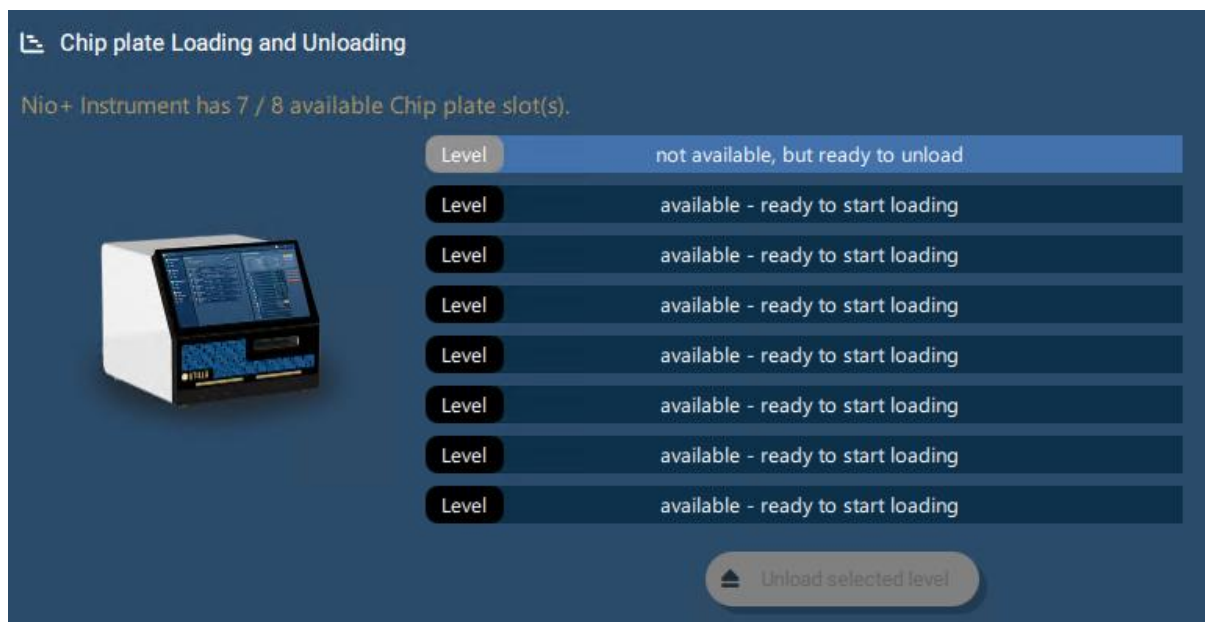 Chip plate Loading and Unloading
Nio+ Instrument has 7 / 8 available Chip plate slot(s).
Level not available, but ready to unload
Level available - ready to start loading
Level available - ready to start loading
Level available - ready to start loading
Level available - ready to start loading
Level available - ready to start loading
Level available - ready to start loading
Level available - ready to start loading
Unload selected level